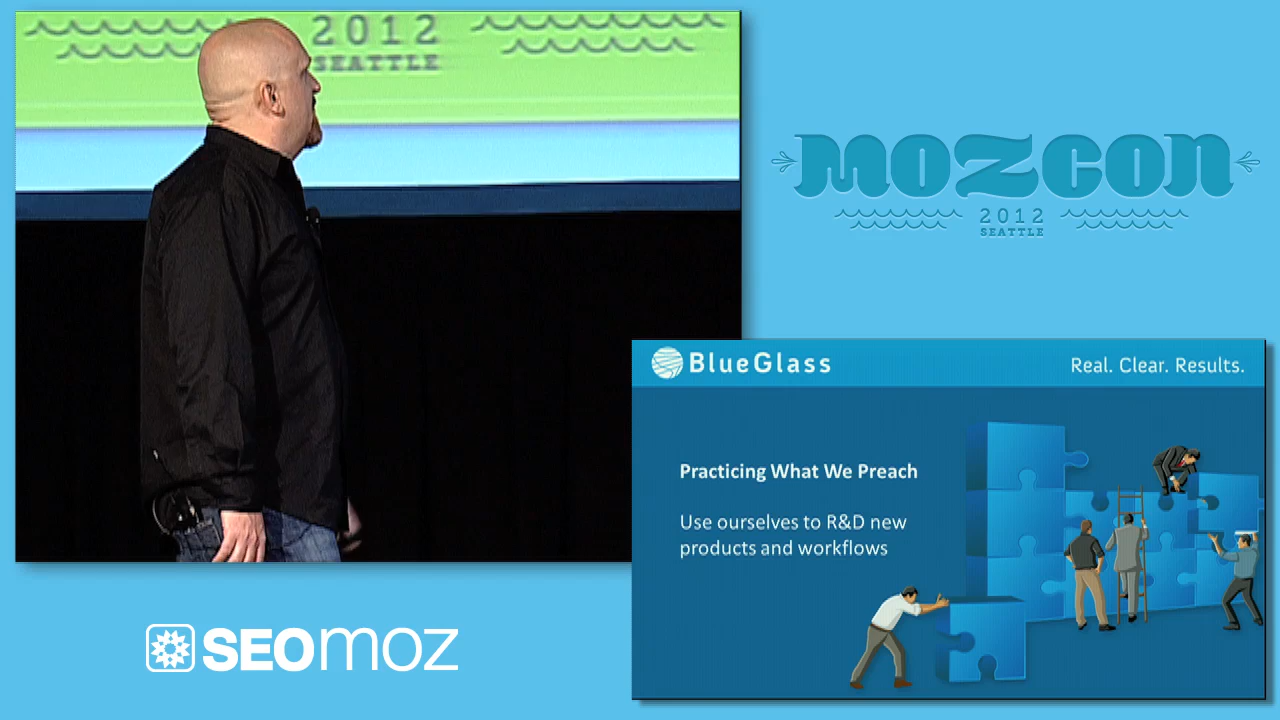 2012
SEATTLE
MOZCON
2012
SEATTLE
BlueGlass
Real. Clear. Results.
Practicing What We Preach
Use ourselves to R&D new
products and workflows
SEOmoz